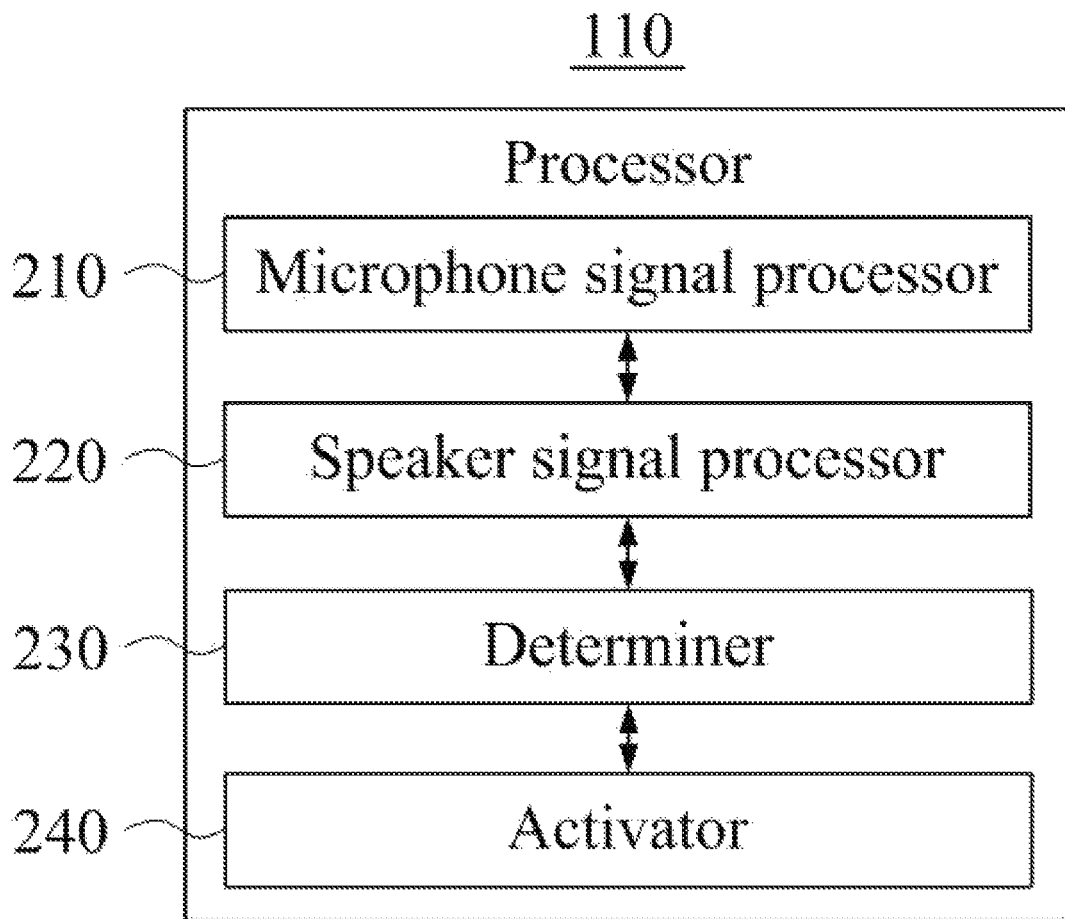 110
Processor
210 Microphone signal processor
220 Speaker signal processor
230 Determiner
240 Activator